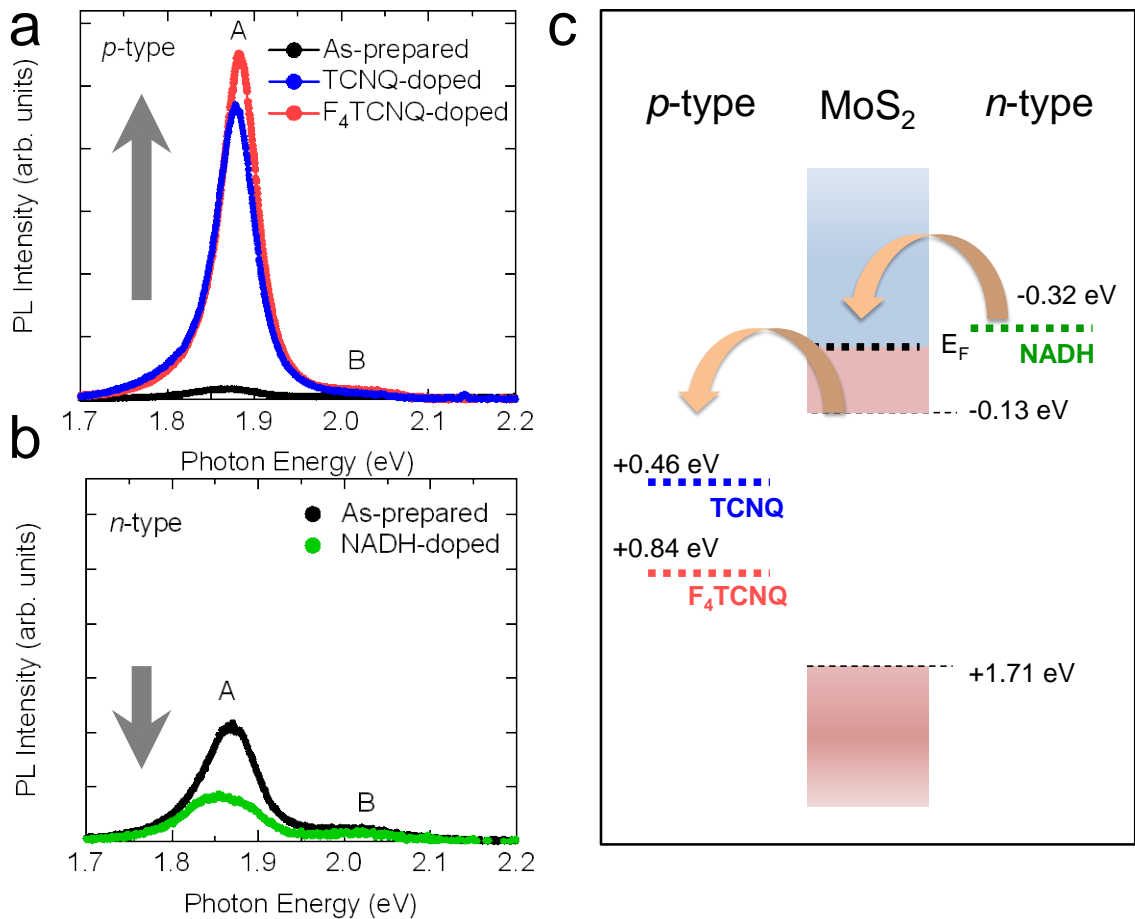 a
p-type
A
As-prepared
TCNQ-doped
F₄TCNQ-doped
B
PL Intensity (arb. units)
1.7 1.8 1.9 2.0 2.1 2.2
Photon Energy (eV)
b
n-type
As-prepared
NADH-doped
A
B
PL Intensity (arb. units)
1.7 1.8 1.9 2.0 2.1 2.2
Photon Energy (eV)
c
p-type MoS₂ n-type
-0.32 eV
NADH
E_F
-0.13 eV
+0.46 eV
TCNQ
+0.84 eV
F₄TCNQ
+1.71 eV